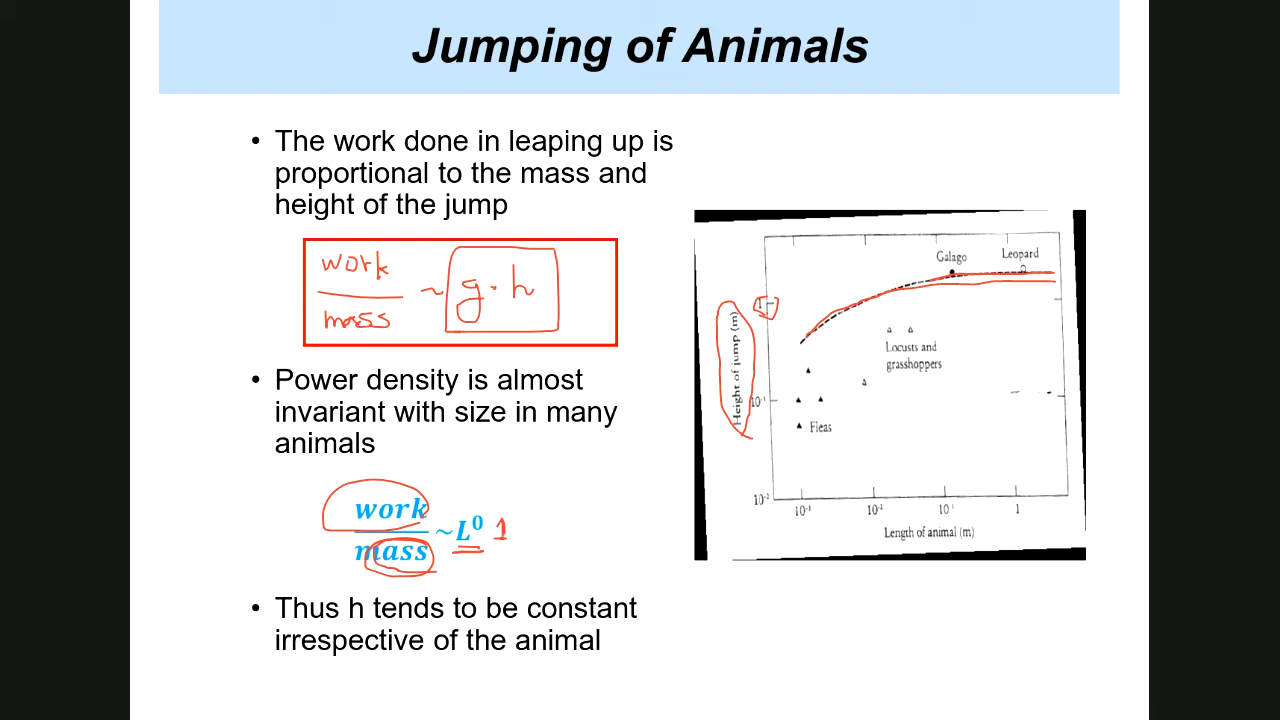 Jumping of Animals
• The work done in leaping up is
proportional to the mass and
height of the jump
work
mass
~ g · h
• Power density is almost
invariant with size in many
animals
work
mass
~L⁰ 1
• Thus h tends to be constant
irrespective of the animal
Galago
Leopard
1
Height of jump (m)
Locusts and
grasshoppers
10⁻¹
Fleas
10⁻²
10⁻³ 10⁻² 10⁻¹ 1
Length of animal (m)